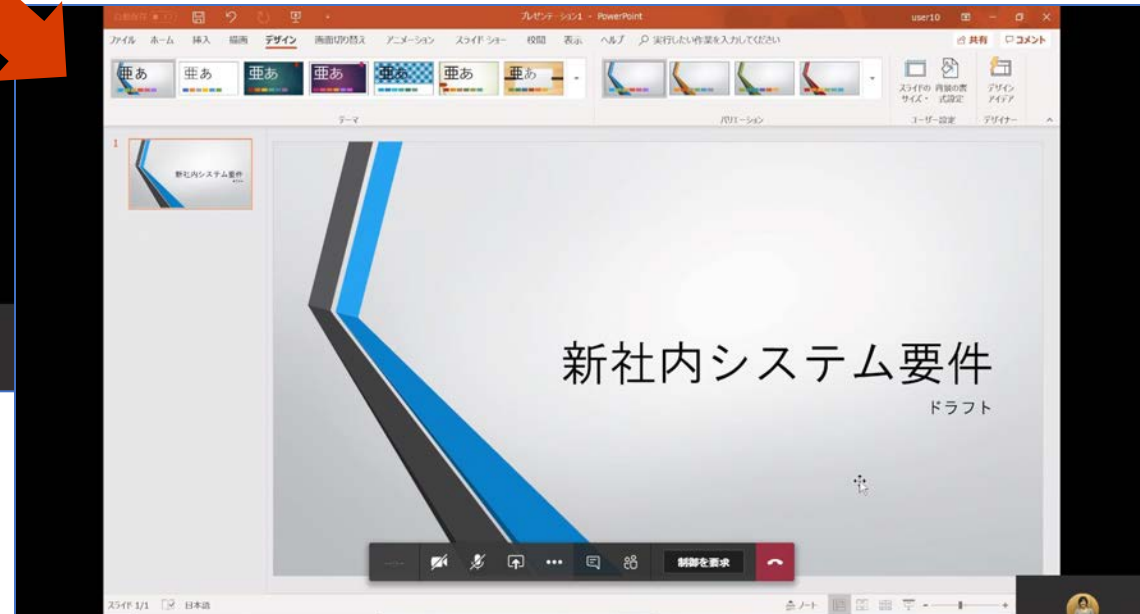 プレゼンテーション1 - PowerPoint
user10
ファイル ホーム 挿入 描画 デザイン 画面切り替え アニメーション スライド ショー 校閲 表示 ヘルプ 実行したい作業を入力してください
共有 コメント
亜あ 亜あ 亜あ 亜あ 亜あ 亜あ 亜あ
スライドの サイズ 背景の書式設定 デザイン アイデア
テーマ バリエーション ユーザー設定 デザイナー
1
新社内システム要件
新社内システム要件
ドラフト
制御を要求
スライド 1/1 日本語 ノート